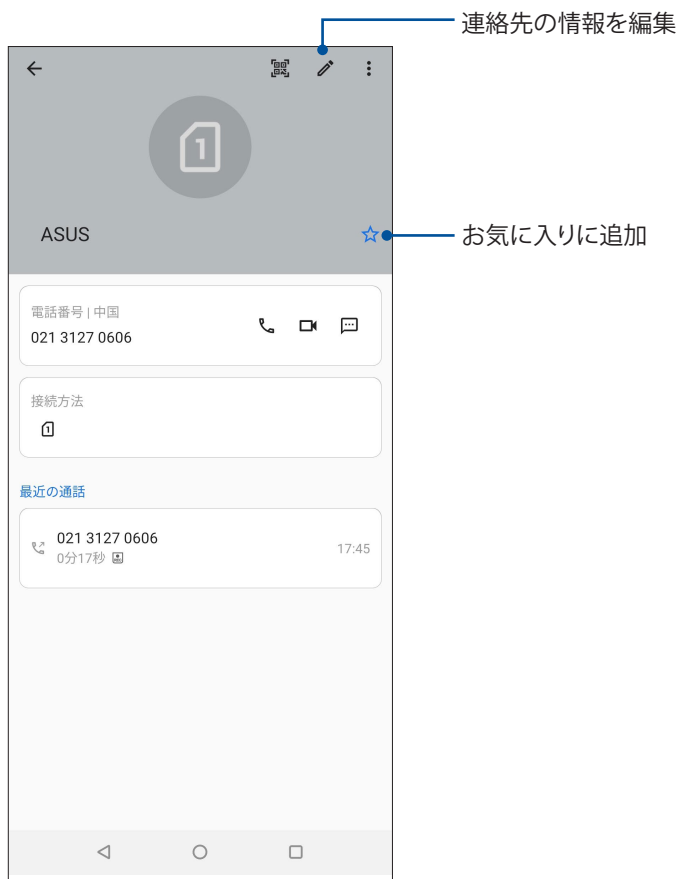 連絡先の情報を編集
1
ASUS
お気に入りに追加
電話番号 | 中国
021 3127 0606
接続方法
1
最近の通話
021 3127 0606
17:45
0分17秒